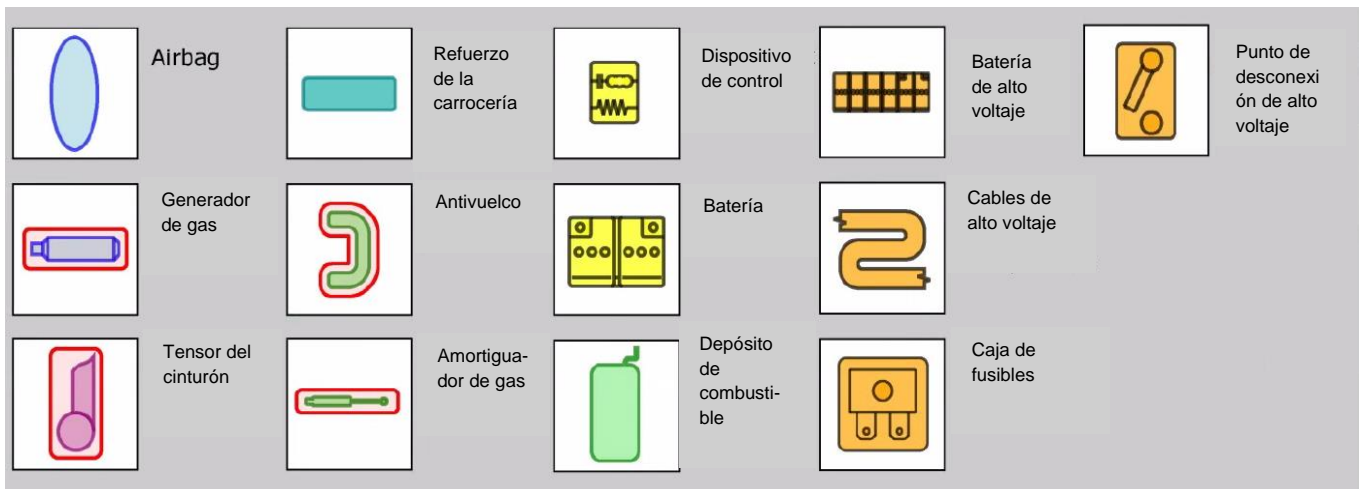 Airbag
Refuerzo
de la
carrocería
Dispositivo
de control
Batería
de alto
voltaje
Punto de
desconexi
ón de alto
voltaje
Generador
de gas
Antivuelco
Batería
Cables de
alto voltaje
Tensor del
cinturón
Amortigua-
dor de gas
Depósito
de
combusti-
ble
Caja de
fusibles